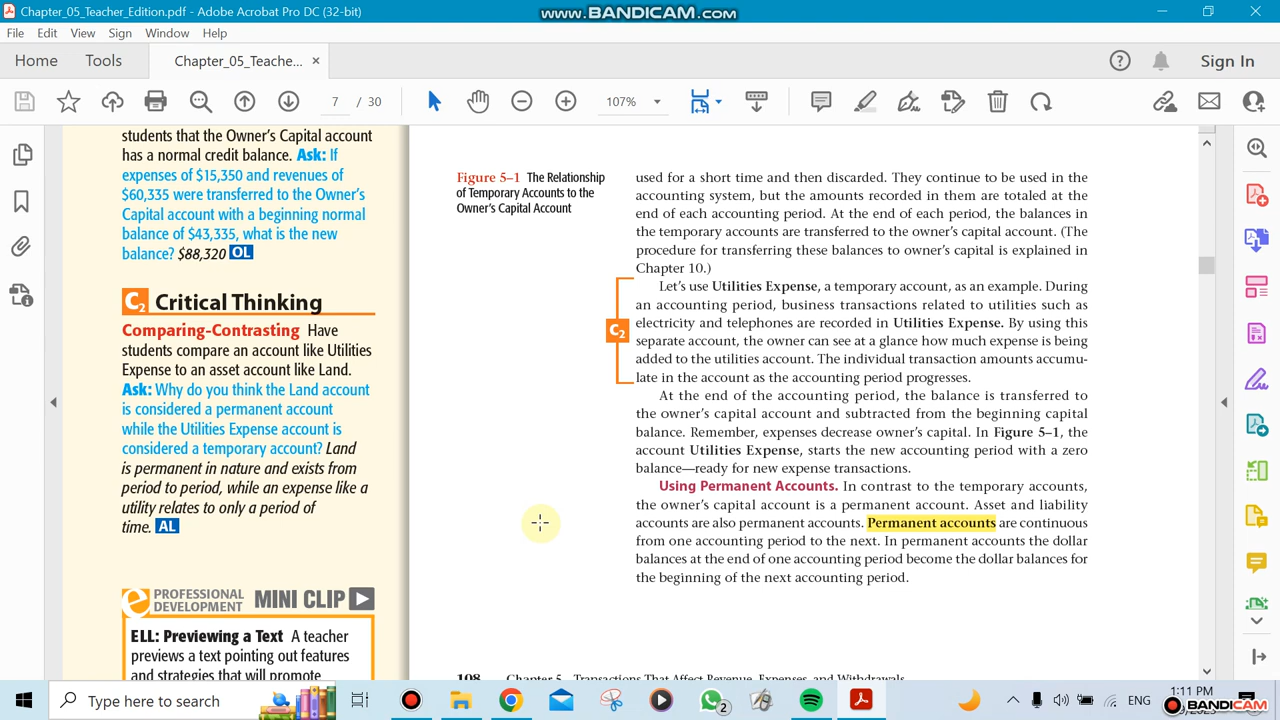 Chapter_05_Teacher_Edition.pdf - Adobe Acrobat Pro DC (32-bit)
www.BANDICAM.com
File Edit View Sign Window Help
Home Tools Chapter_05_Teache... × Sign In
7 / 30 107%
students that the Owner's Capital account
has a normal credit balance. Ask: If
expenses of $15,350 and revenues of
$60,335 were transferred to the Owner's
Capital account with a beginning normal
balance of $43,335, what is the new
balance? $88,320 OL
C2 Critical Thinking
Comparing-Contrasting Have
students compare an account like Utilities
Expense to an asset account like Land.
Ask: Why do you think the Land account
is considered a permanent account
while the Utilities Expense account is
considered a temporary account? Land
is permanent in nature and exists from
period to period, while an expense like a
utility relates to only a period of
time. AL
e PROFESSIONAL DEVELOPMENT MINI CLIP
ELL: Previewing a Text A teacher
previews a text pointing out features
and strategies that will promote
Figure 5–1 The Relationship
of Temporary Accounts to the
Owner's Capital Account
used for a short time and then discarded. They continue to be used in the
accounting system, but the amounts recorded in them are totaled at the
end of each accounting period. At the end of each period, the balances in
the temporary accounts are transferred to the owner's capital account. (The
procedure for transferring these balances to owner's capital is explained in
Chapter 10.)
Let's use Utilities Expense, a temporary account, as an example. During
an accounting period, business transactions related to utilities such as
C2
electricity and telephones are recorded in Utilities Expense. By using this
separate account, the owner can see at a glance how much expense is being
added to the utilities account. The individual transaction amounts accumu-
late in the account as the accounting period progresses.
At the end of the accounting period, the balance is transferred to
the owner's capital account and subtracted from the beginning capital
balance. Remember, expenses decrease owner's capital. In Figure 5–1, the
account Utilities Expense, starts the new accounting period with a zero
balance—ready for new expense transactions.
Using Permanent Accounts. In contrast to the temporary accounts,
the owner's capital account is a permanent account. Asset and liability
accounts are also permanent accounts. Permanent accounts are continuous
from one accounting period to the next. In permanent accounts the dollar
balances at the end of one accounting period become the dollar balances for
the beginning of the next accounting period.
108 Chapter 5 Transactions That Affect Revenue, Expenses, and Withdrawals
Type here to search
2
ENG
1:11 PM
BANDICAM